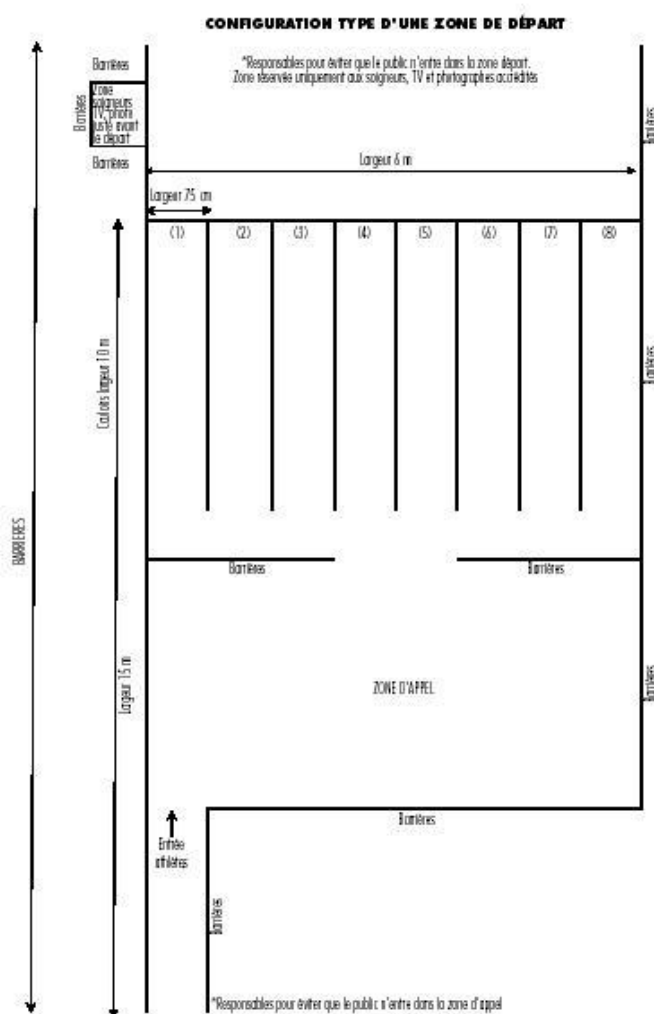 CONFIGURATION TYPE D'UNE ZONE DE DÉPART
*Responsables pour éviter que le public n'entre dans la zone départ.
Zone réservée uniquement aux soigneurs, TV et photographes accrédités
Barrières
Barrières
Zone
soigneurs
TV, photo
juste avant
le départ
Barrières
Barrières
Largeur 6 m
Largeur 75 cm
(1) (2) (3) (4) (5) (6) (7) (8)
Couloirs largeur 10 m
Barrières
BARRIERES
Barrières
Barrières
Largeur 15 m
ZONE D'APPEL
Barrières
Barrières
Entrée
athlètes
Barrières
*Responsables pour éviter que le public n'entre dans la zone d'appel